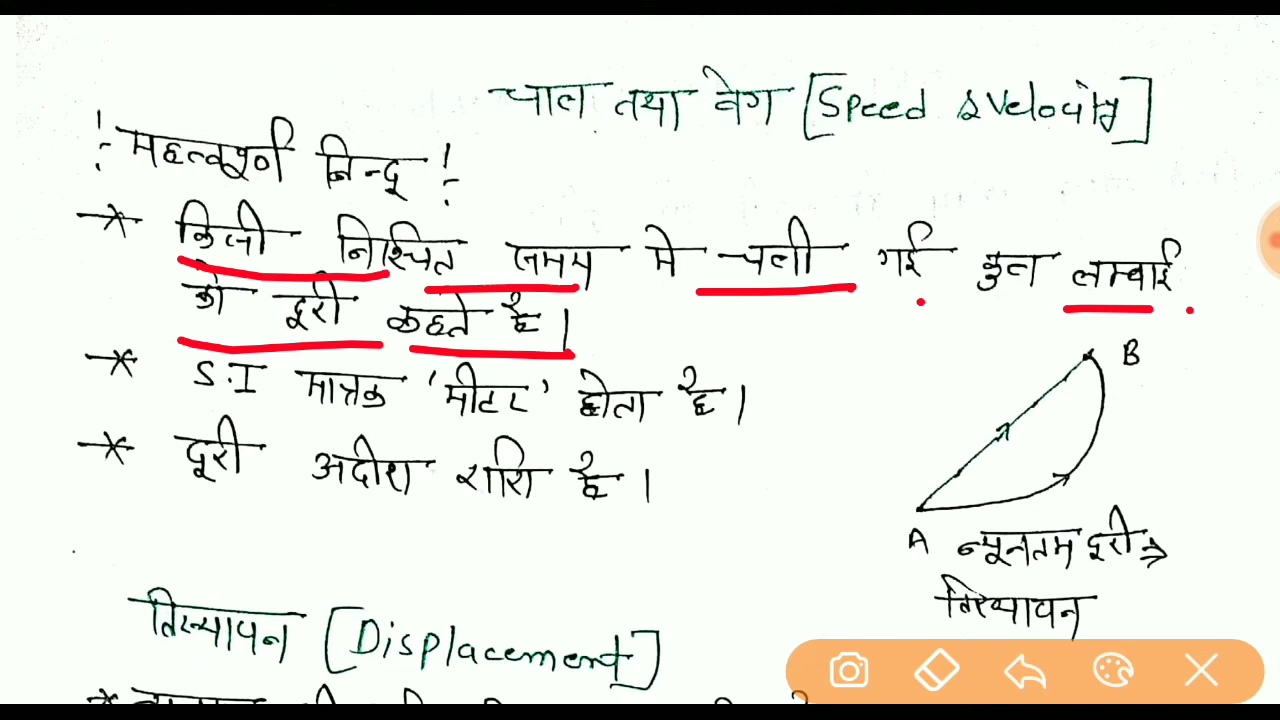 चाल तथा वेग [Speed & Velocity]
महत्वपूर्ण बिन्दू
* किसी निश्चित समय मे चली गई कुल लम्बाई
को दूरी कहते है।
* S.I मात्रक 'मीटर' होता है।
* दूरी अदीश राशि है।
B
A न्यूनतम दूरी ⇒
विस्थापन
विस्थापन [Displacement]